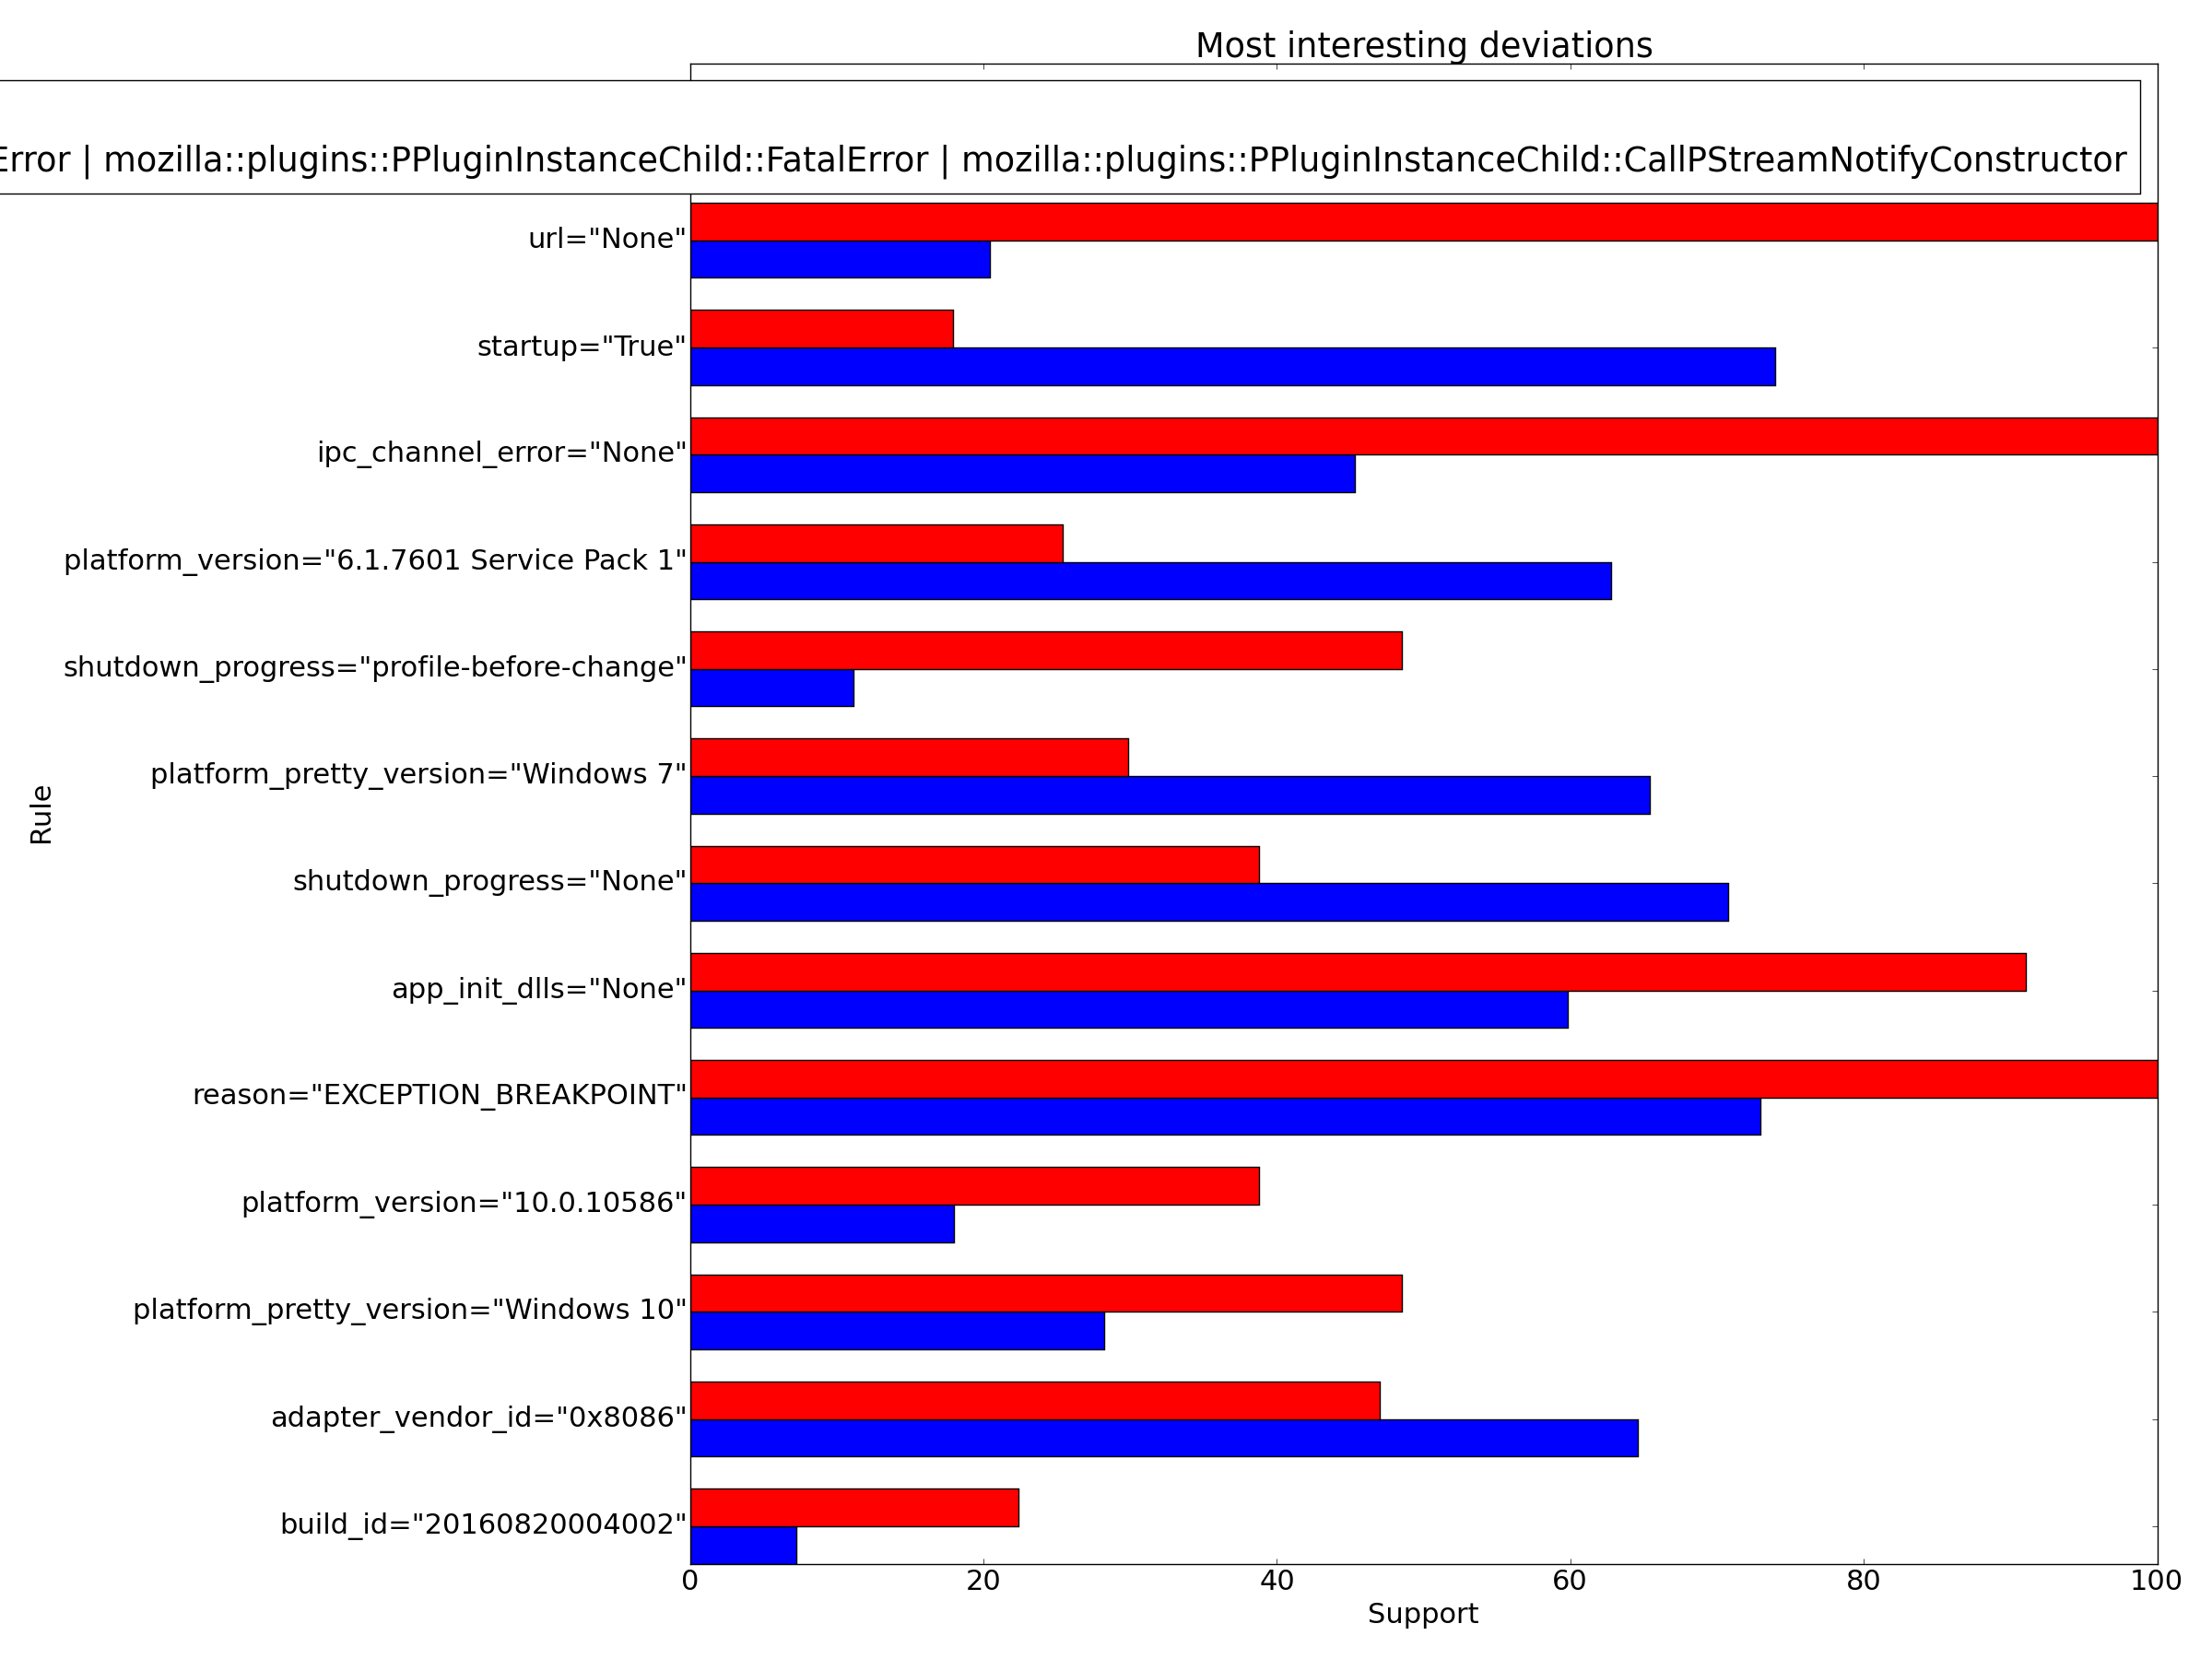 Most interesting deviations
Error | mozilla::plugins::PPluginInstanceChild::FatalError | mozilla::plugins::PPluginInstanceChild::CallPStreamNotifyConstructor
url="None"
startup="True"
ipc_channel_error="None"
platform_version="6.1.7601 Service Pack 1"
shutdown_progress="profile-before-change"
platform_pretty_version="Windows 7"
Rule
shutdown_progress="None"
app_init_dlls="None"
reason="EXCEPTION_BREAKPOINT"
platform_version="10.0.10586"
platform_pretty_version="Windows 10"
adapter_vendor_id="0x8086"
build_id="20160820004002"
0 20 40 60 80 100
Support